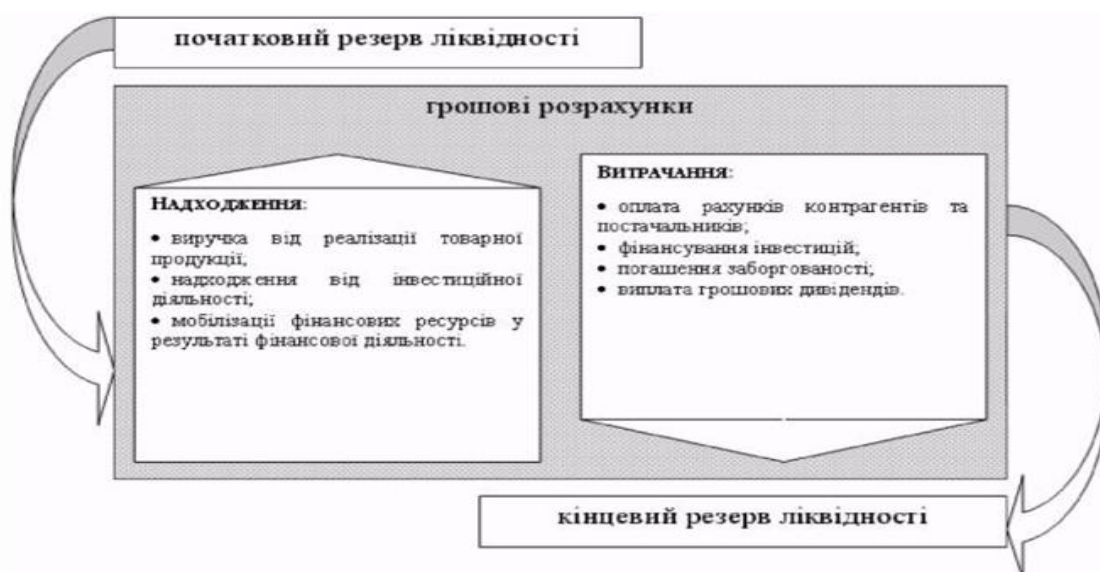 початковий резерв ліквідності
грошові розрахунки
НАДХОДЖЕННЯ:
• виручка від реалізації товарної
продукції;
• надходження від інвестиційної
діяльності;
• мобілізації фінансових ресурсів у
результаті фінансової діяльності.
ВИТРАЧАННЯ:
• оплата рахунків контрагентів та
постачальників;
• фінансування інвестицій;
• погашення заборгованості;
• виплата грошових дивідендів.
кінцевий резерв ліквідності